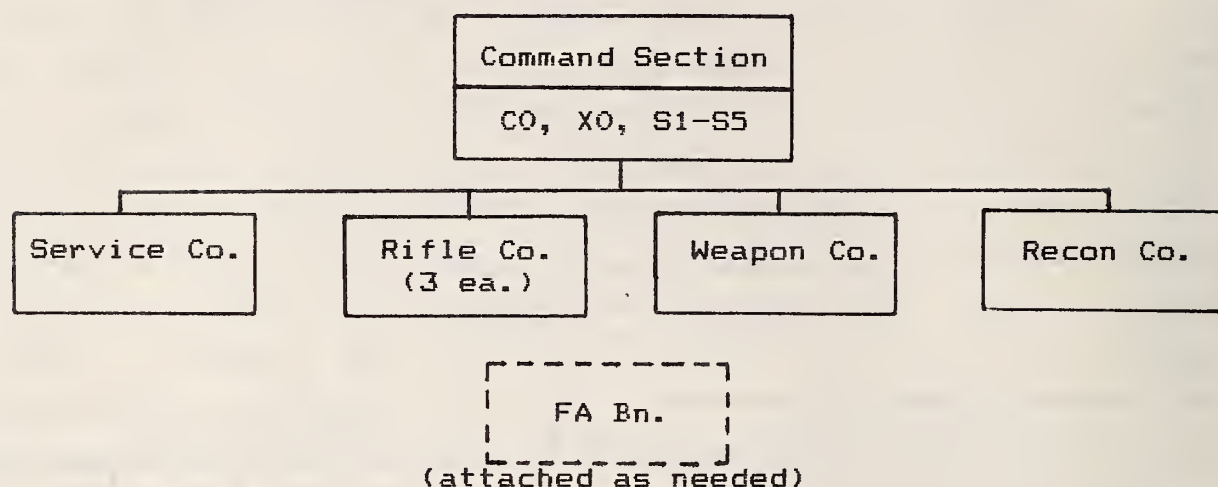 Command Section
CO, XO, S1-S5
Service Co.
Rifle Co.
(3 ea.)
Weapon Co.
Recon Co.
FA Bn.
(attached as needed)